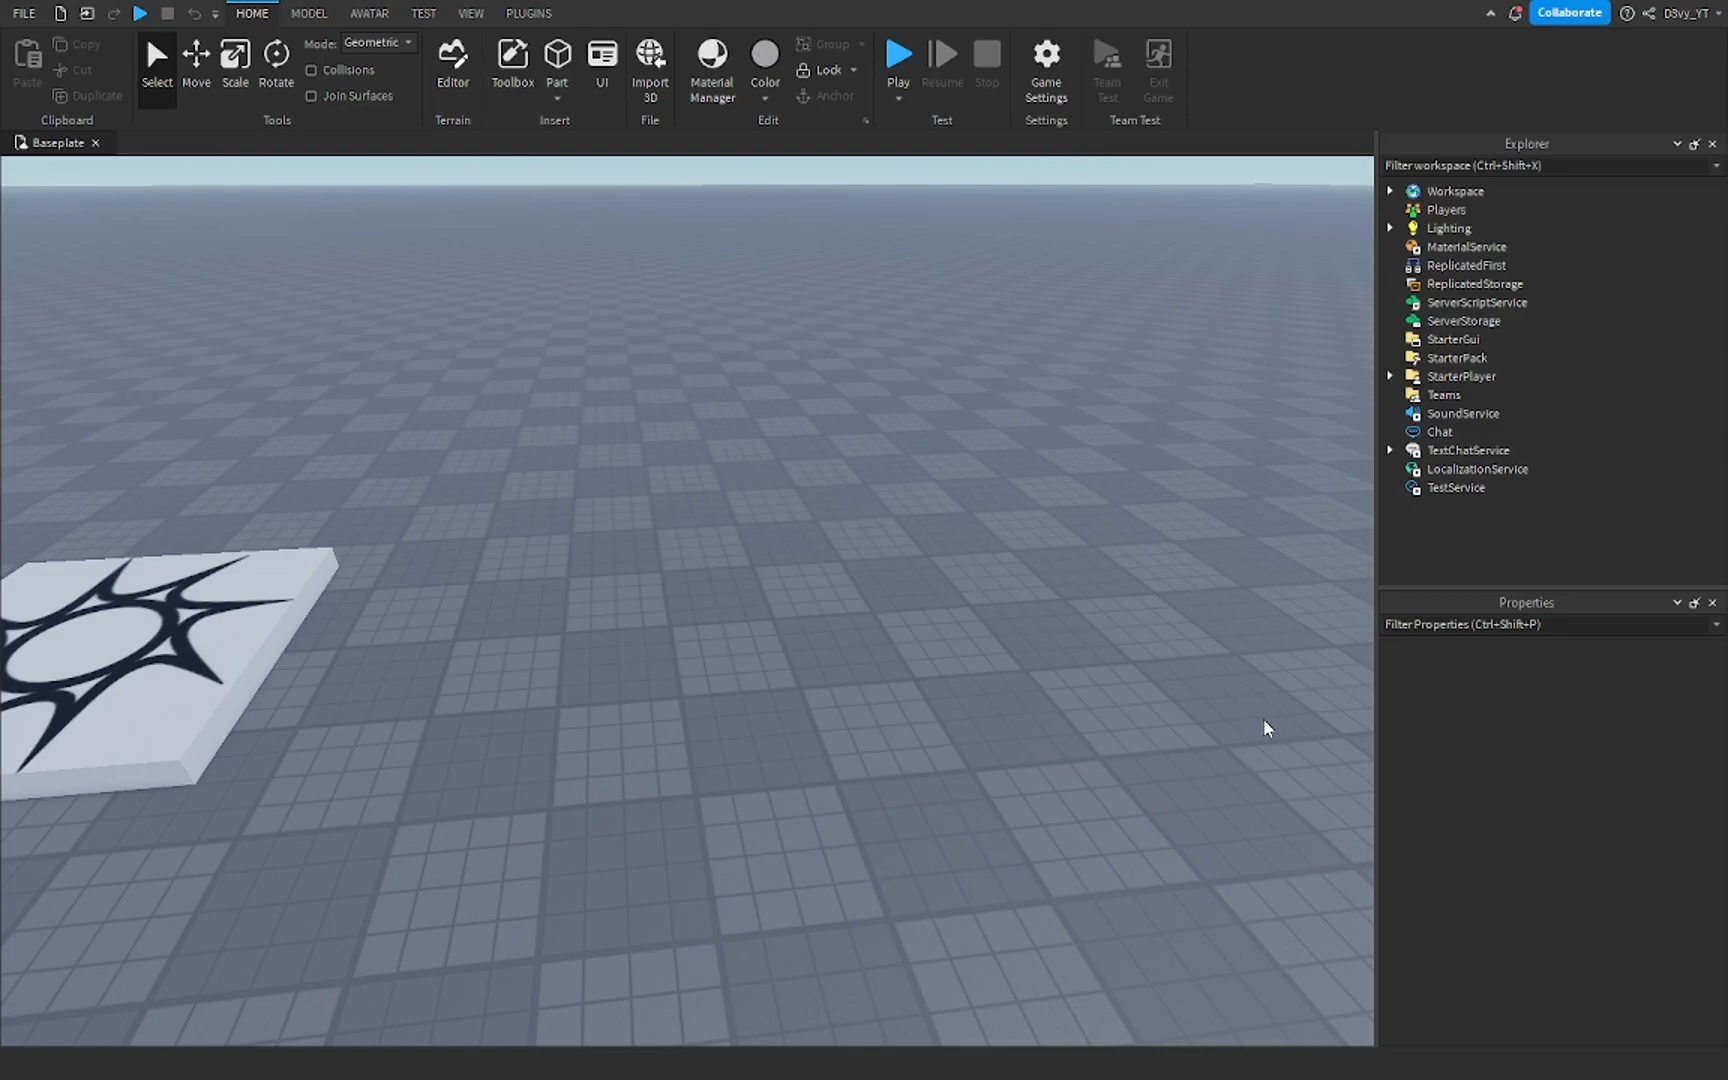 FILE HOME MODEL AVATAR TEST VIEW PLUGINS Collaborate D3vy_YT
Paste Copy Cut Duplicate
Clipboard
Select Move Scale Rotate
Mode: Geometric
Collisions
Join Surfaces
Tools
Editor
Terrain
Toolbox Part UI
Insert
Import 3D
File
Material Manager Color
Group
Lock
Anchor
Edit
Play Resume Stop
Test
Game Settings
Settings
Team Test Exit Game
Team Test
Baseplate
Explorer
Filter workspace (Ctrl+Shift+X)
Workspace
Players
Lighting
MaterialService
ReplicatedFirst
ReplicatedStorage
ServerScriptService
ServerStorage
StarterGui
StarterPack
StarterPlayer
Teams
SoundService
Chat
TextChatService
LocalizationService
TestService
Properties
Filter Properties (Ctrl+Shift+P)